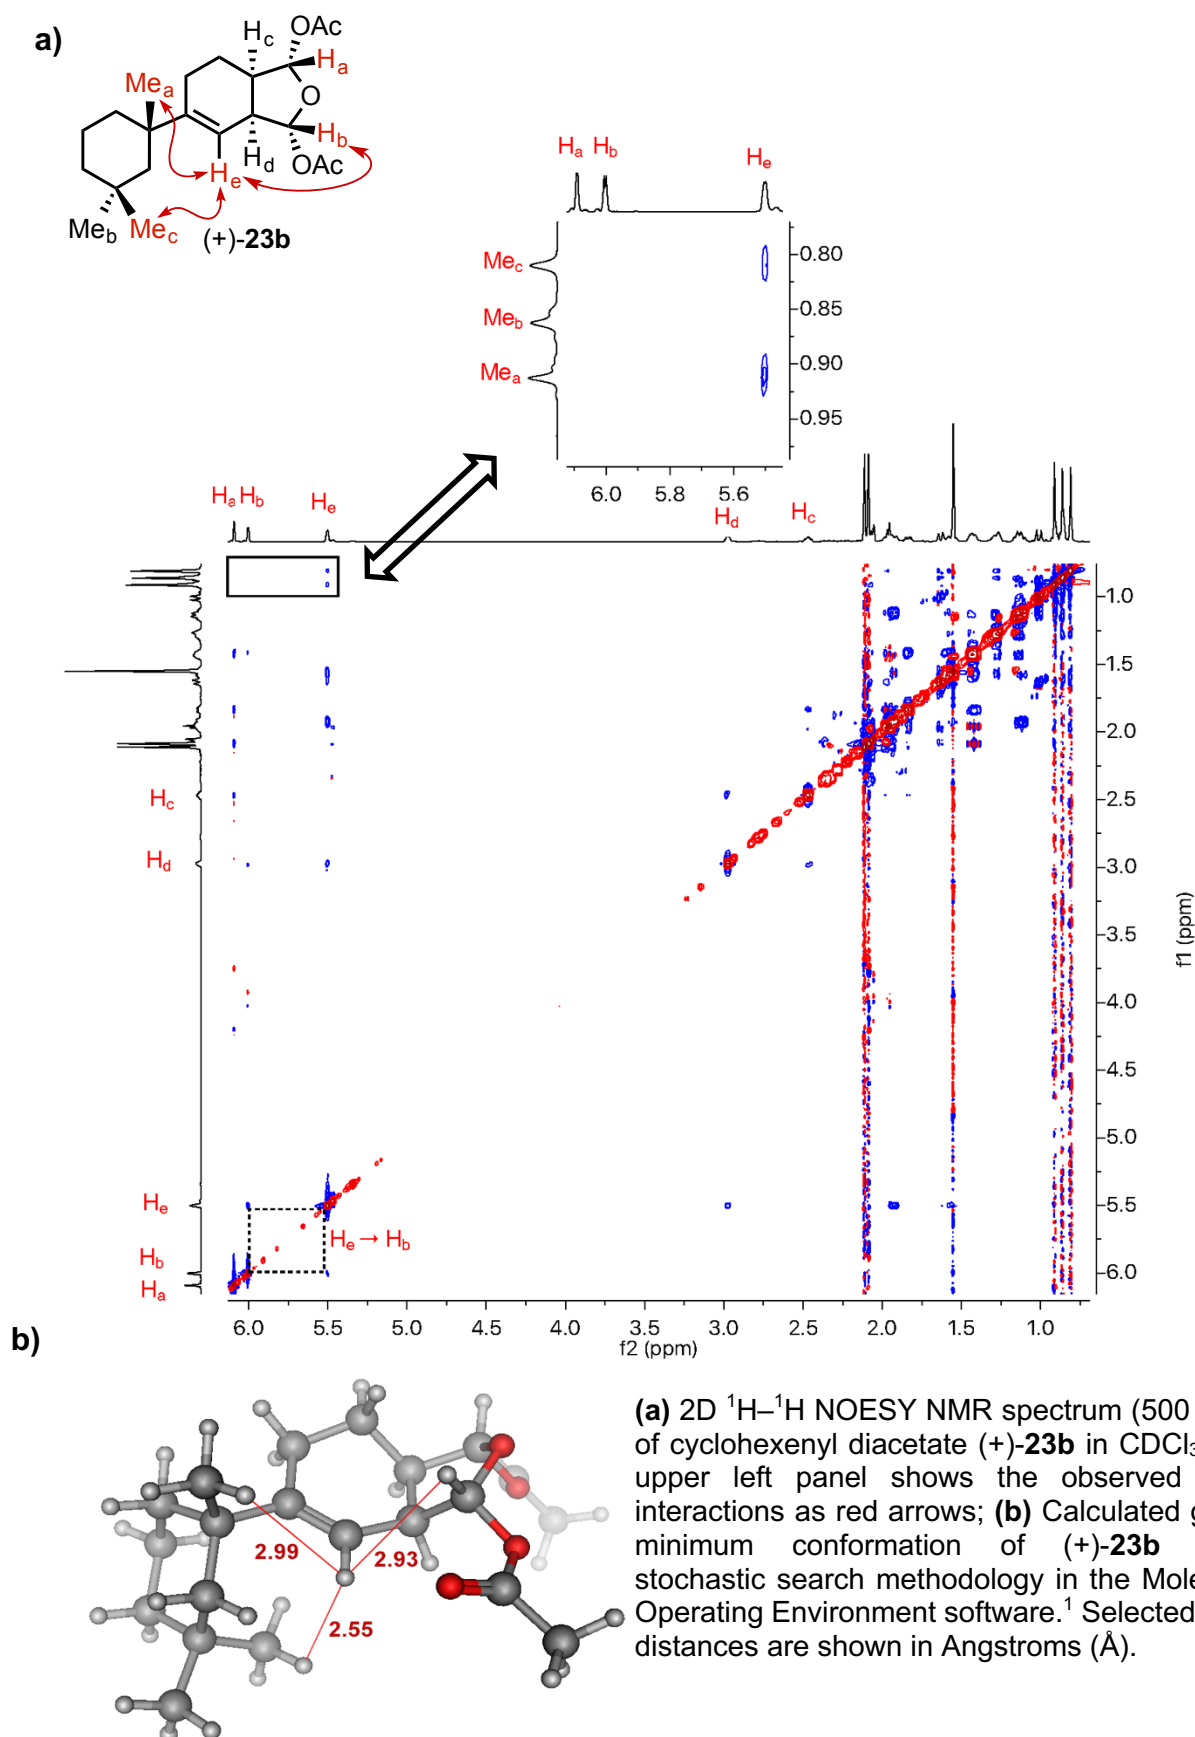 a)
OAc
Hc
Ha
Mea
O
Hb
Hd
OAc
He
Meb
Mec
(+)-23b
Ha Hb He
Mec
0.80
Meb
0.85
Mea
0.90
0.95
6.0 5.8 5.6
Ha Hb He Hd Hc
1.0
1.5
2.0
Hc
2.5
Hd
3.0
3.5
f1 (ppm)
4.0
4.5
5.0
He
5.5
He → Hb
Hb
6.0
Ha
6.0 5.5 5.0 4.5 4.0 3.5 3.0 2.5 2.0 1.5 1.0
f2 (ppm)
b)
2.99
2.93
2.55
(a) 2D ¹H–¹H NOESY NMR spectrum (500
of cyclohexenyl diacetate (+)-23b in CDCl₃
upper left panel shows the observed
interactions as red arrows; (b) Calculated g
minimum conformation of (+)-23b
stochastic search methodology in the Mole
Operating Environment software.¹ Selected
distances are shown in Angstroms (Å).